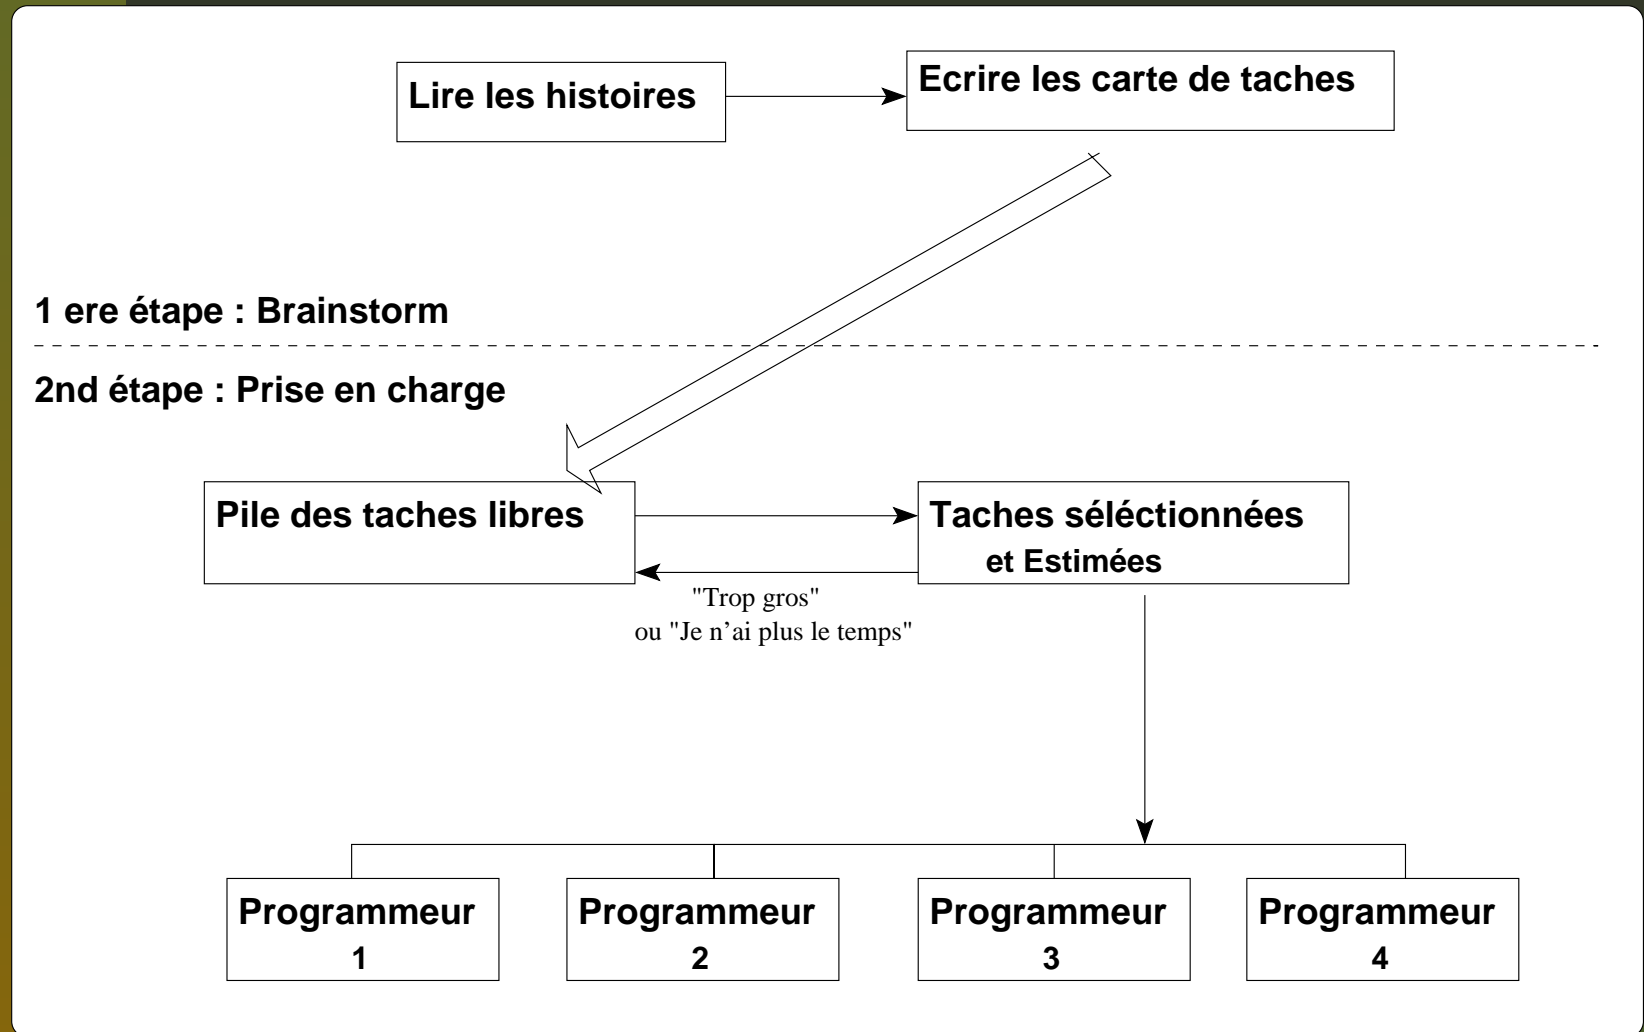 Lire les histoires
Ecrire les carte de taches
1 ere étape : Brainstorm
2nd étape : Prise en charge
Pile des taches libres
Taches séléctionnées
et Estimées
"Trop gros"
ou "Je n’ai plus le temps"
Programmeur
1
Programmeur
2
Programmeur
3
Programmeur
4